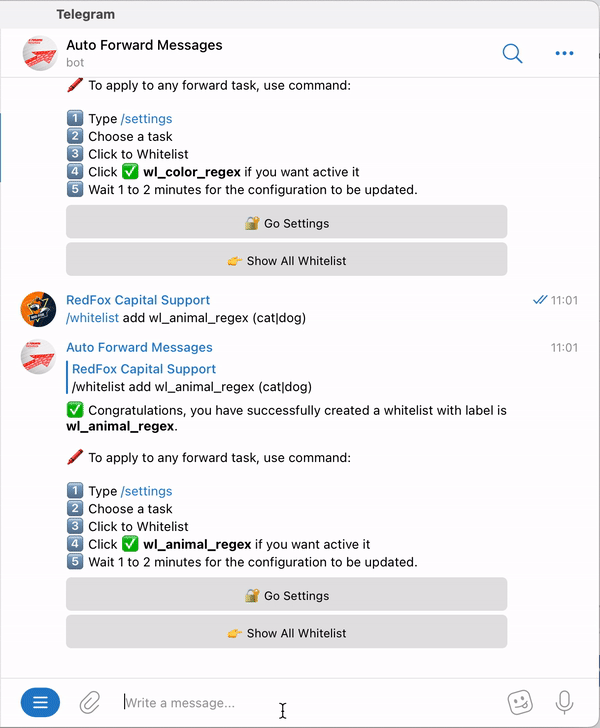 Telegram
Auto Forward Messages
bot
🖍 To apply to any forward task, use command:
1️⃣ Type /settings
2️⃣ Choose a task
3️⃣ Click to Whitelist
4️⃣ Click ✅ wl_color_regex if you want active it
5️⃣ Wait 1 to 2 minutes for the configuration to be updated.
🔐 Go Settings
👉 Show All Whitelist
RedFox Capital Support 11:01
/whitelist add wl_animal_regex (cat|dog)
Auto Forward Messages 11:01
RedFox Capital Support
/whitelist add wl_animal_regex (cat|dog)
✅ Congratulations, you have successfully created a whitelist with label is
wl_animal_regex.
🖍 To apply to any forward task, use command:
1️⃣ Type /settings
2️⃣ Choose a task
3️⃣ Click to Whitelist
4️⃣ Click ✅ wl_animal_regex if you want active it
5️⃣ Wait 1 to 2 minutes for the configuration to be updated.
🔐 Go Settings
👉 Show All Whitelist
Write a message...